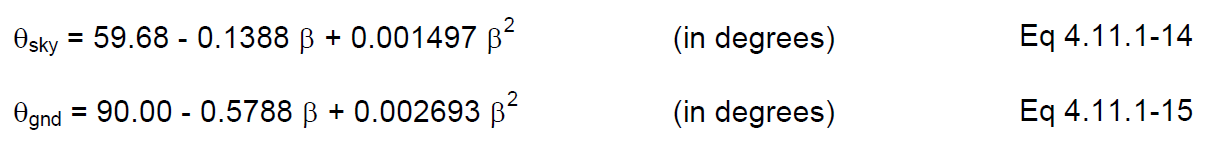 θsky = 59.68 - 0.1388 β + 0.001497 β² (in degrees) Eq 4.11.1-14
θgnd = 90.00 - 0.5788 β + 0.002693 β² (in degrees) Eq 4.11.1-15